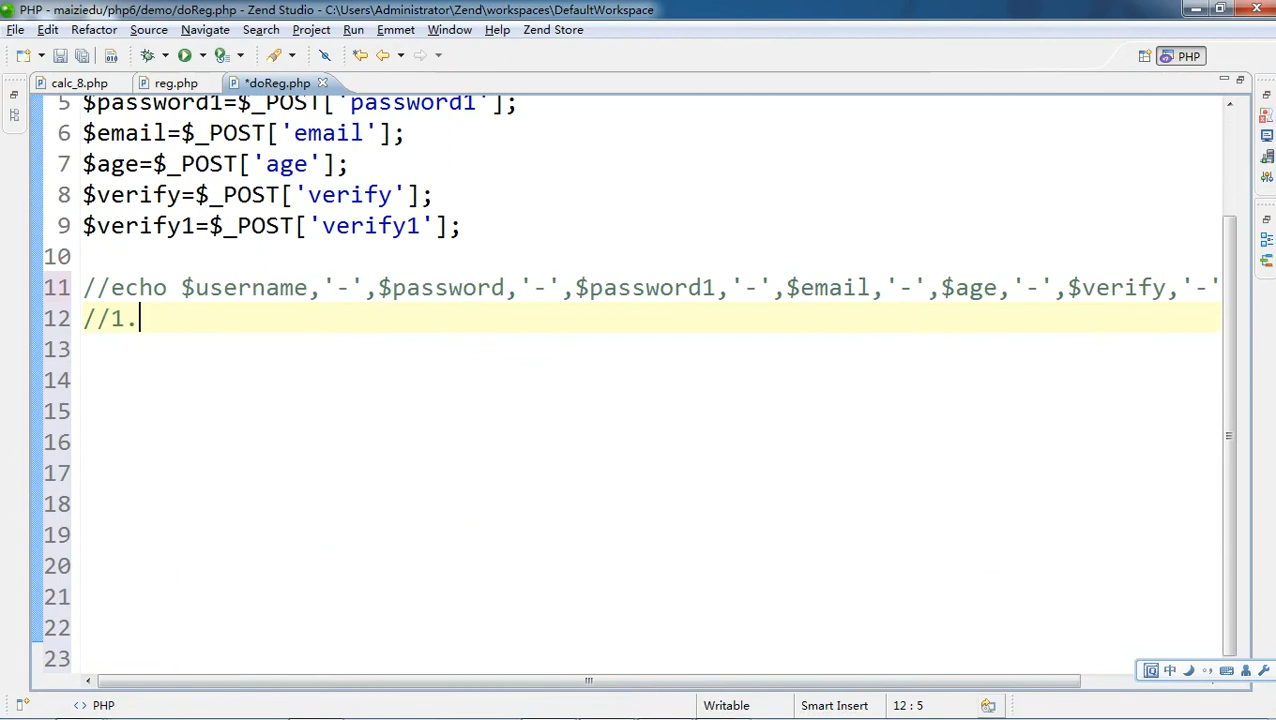 PHP - maiziedu/php6/demo/doReg.php - Zend Studio - C:\Users\Administrator\Zend\workspaces\DefaultWorkspace
File Edit Refactor Source Navigate Search Project Run Emmet Window Help Zend Store
PHP
calc_8.php reg.php *doReg.php
5 $password1=$_POST['password1'];
6 $email=$_POST['email'];
7 $age=$_POST['age'];
8 $verify=$_POST['verify'];
9 $verify1=$_POST['verify1'];
10
11 //echo $username,'-',$password,'-',$password1,'-',$email,'-',$age,'-',$verify,'-'
12 //1.
13
14
15
16
17
18
19
20
21
22
23
中
<> PHP Writable Smart Insert 12 : 5